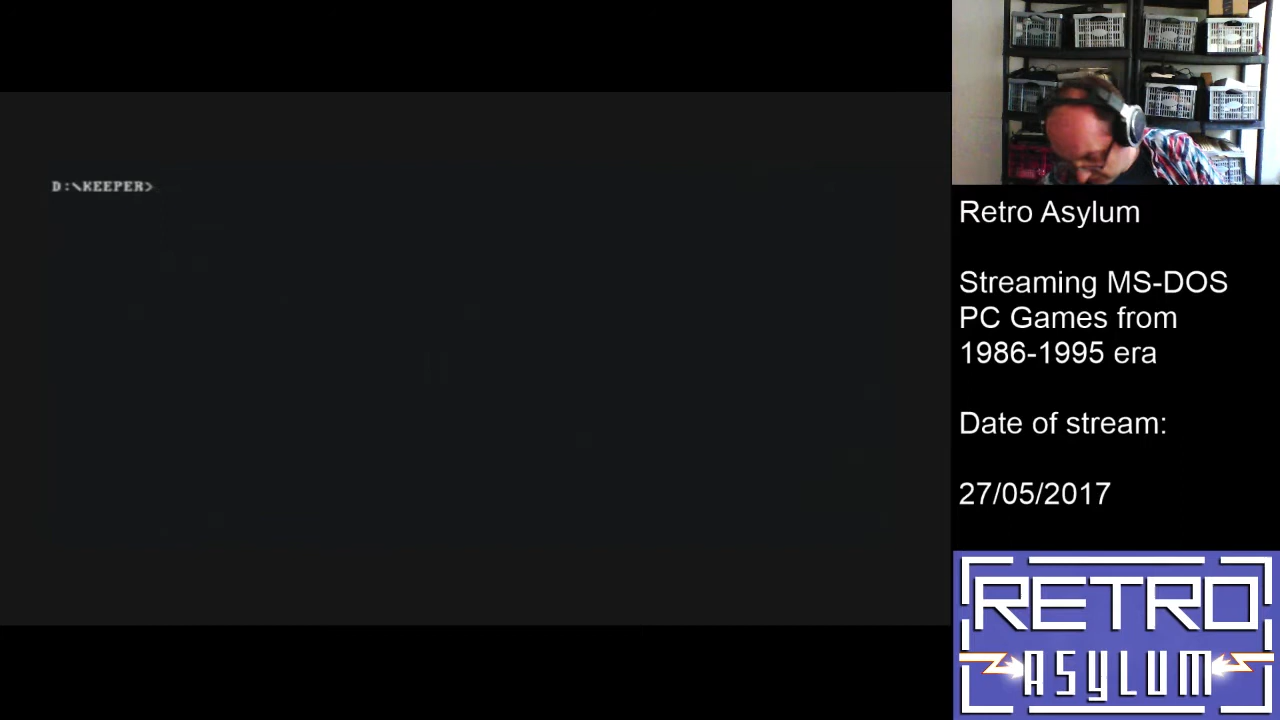 D:\KEEPER>
Retro Asylum
Streaming MS-DOS
PC Games from
1986-1995 era
Date of stream:
27/05/2017
RETRO
ASYLUM